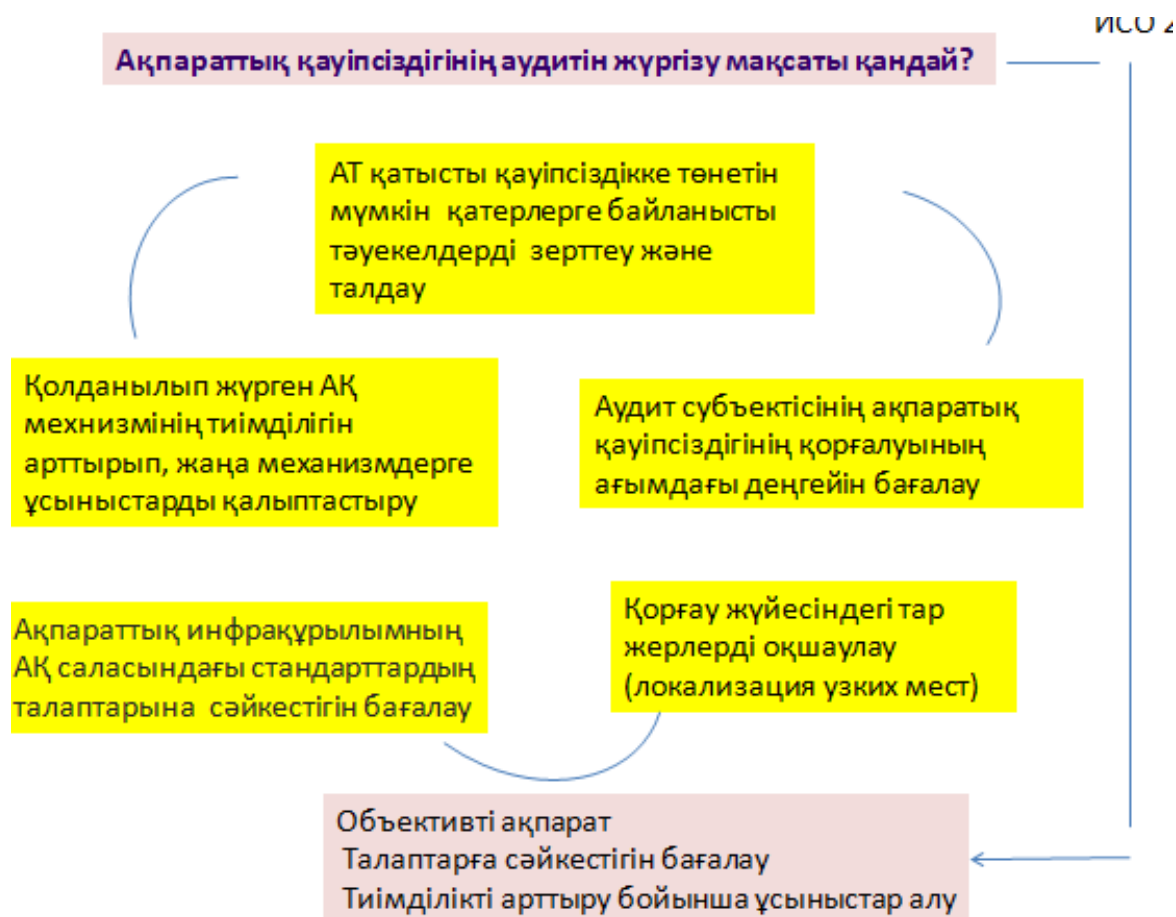 ИСО 2
Ақпараттық қауіпсіздігінің аудитін жүргізу мақсаты қандай?
АТ қатысты қауіпсіздікке төнетін
мүмкін қатерлерге байланысты
тәуекелдерді зерттеу және
талдау
Қолданылып жүрген АҚ
мехнизмінің тиімділігін
арттырып, жаңа механизмдерге
ұсыныстарды қалыптастыру
Аудит субъектісінің ақпаратық
қауіпсіздігінің қорғалуының
ағымдағы деңгейін бағалау
Ақпараттық инфрақұрылымның
АҚ саласындағы стандарттардың
талаптарына сәйкестігін бағалау
Қорғау жүйесіндегі тар
жерлерді оқшаулау
(локализация узких мест)
Объективті ақпарат
Талаптарға сәйкестігін бағалау
Тиімділікті арттыру бойынша ұсыныстар алу